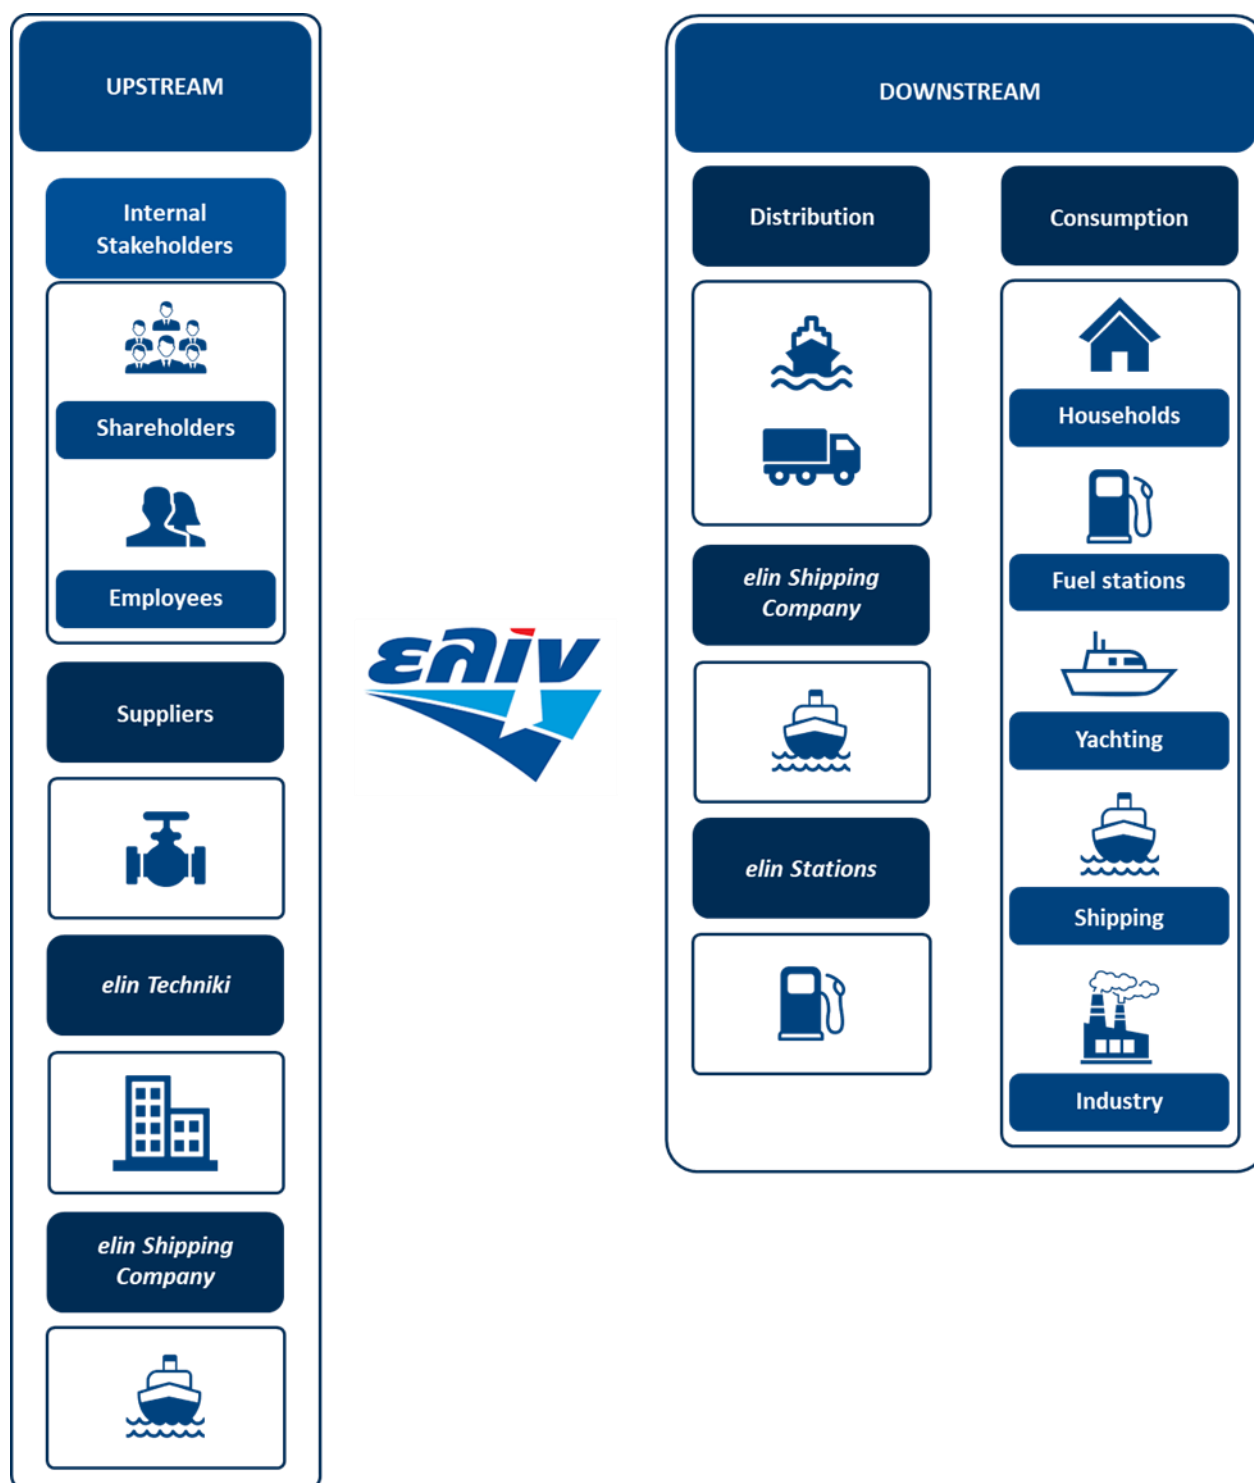 UPSTREAM
Internal
Stakeholders
Shareholders
Employees
Suppliers
elin Techniki
elin Shipping
Company
ελίν
DOWNSTREAM
Distribution
elin Shipping
Company
elin Stations
Consumption
Households
Fuel stations
Yachting
Shipping
Industry